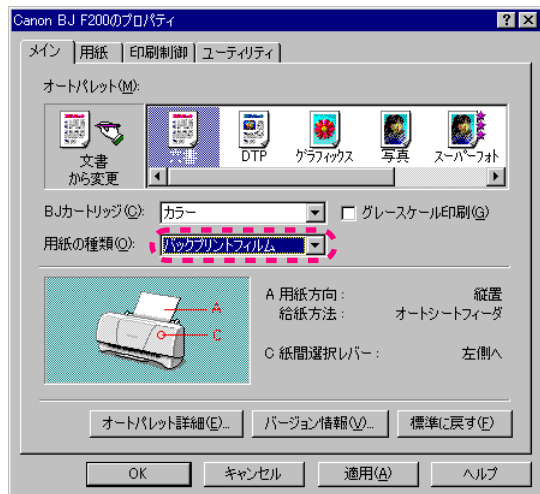 Canon BJ F200のプロパティ
メイン 用紙 印刷制御 ユーティリティ
オートパレット(M):
文書
から変更
文書 DTP グラフィックス 写真 スーパーフォト
BJカートリッジ(C): カラー グレースケール印刷(G)
用紙の種類(O): バックプリントフィルム
A 用紙方向: 縦置
給紙方法: オートシートフィーダ
A
C
C 紙間選択レバー: 左側へ
オートパレット詳細(E)... バージョン情報(V)... 標準に戻す(F)
OK キャンセル 適用(A) ヘルプ